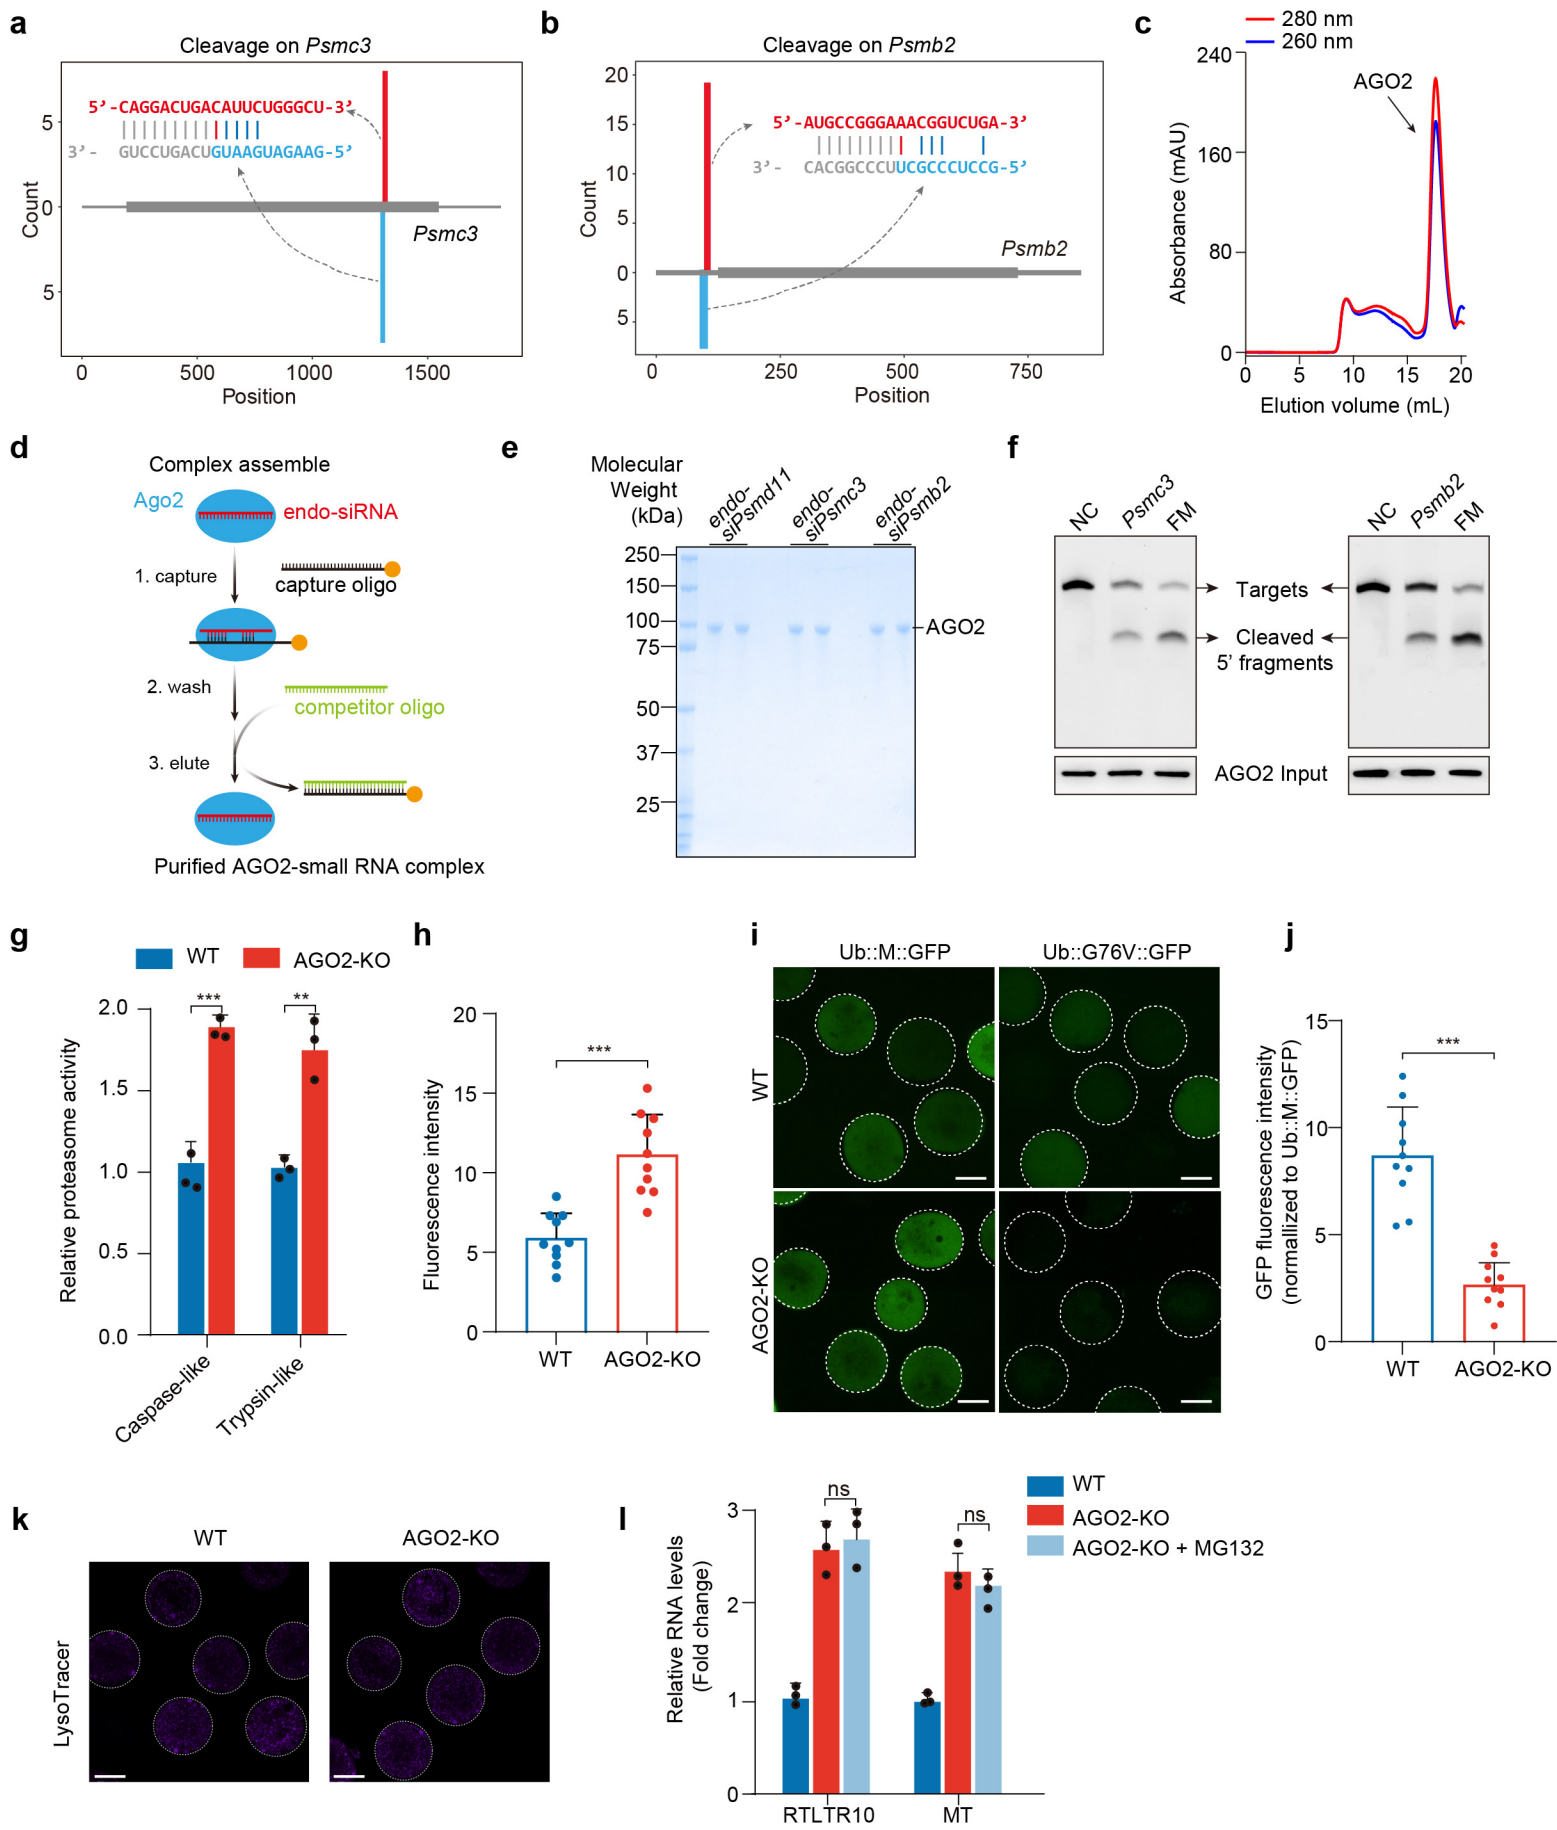 a
Cleavage on Psmc3
5'-CAGGACUGACAUUCUGGGCU-3'
3'- GUCCUGACUGUAAGUAGAAG-5'
Count
5
0
5
Psmc3
0 500 1000 1500
Position
b
Cleavage on Psmb2
5'-AUGCCGGGAAACGGUCUGA-3'
3'- CACGGCCCUUCGCCCUCCG-5'
Count
20
15
10
5
0
5
Psmb2
0 250 500 750
Position
c
280 nm
260 nm
AGO2
Absorbance (mAU)
240
160
80
0
0 5 10 15 20
Elution volume (mL)
d
Complex assemble
Ago2
endo-siRNA
1. capture
capture oligo
2. wash
competitor oligo
3. elute
Purified AGO2-small RNA complex
e
Molecular
Weight
(kDa)
endo-
siPsmd11
endo-
siPsmc3
endo-
siPsmb2
250
150
100
75
50
37
25
AGO2
f
NC Psmc3 FM
NC Psmb2 FM
Targets
Cleaved
5' fragments
AGO2 Input
g
WT
AGO2-KO
Relative proteasome activity
2.0
1.5
1.0
0.5
0.0
***
**
Caspase-like
Trypsin-like
h
Fluorescence intensity
20
15
10
5
0
***
WT AGO2-KO
i
Ub::M::GFP
Ub::G76V::GFP
WT
AGO2-KO
j
GFP fluorescence intensity
(normallized to Ub::M::GFP)
15
10
5
0
***
WT AGO2-KO
k
WT
AGO2-KO
LysoTracer
l
WT
AGO2-KO
AGO2-KO + MG132
Relative RNA levels
(Fold change)
3
2
1
0
ns
ns
RTLTR10
MT